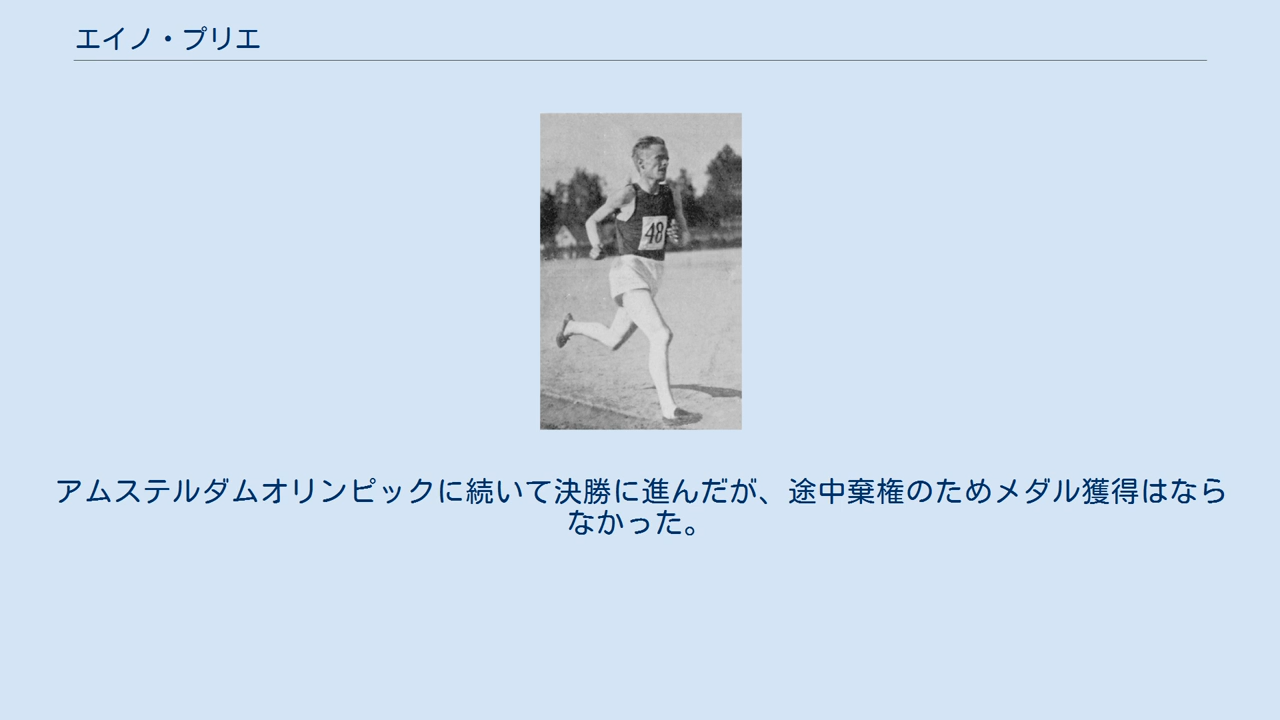 エイノ・プリエ
48
アムステルダムオリンピックに続いて決勝に進んだが、途中棄権のためメダル獲得はなら
なかった。